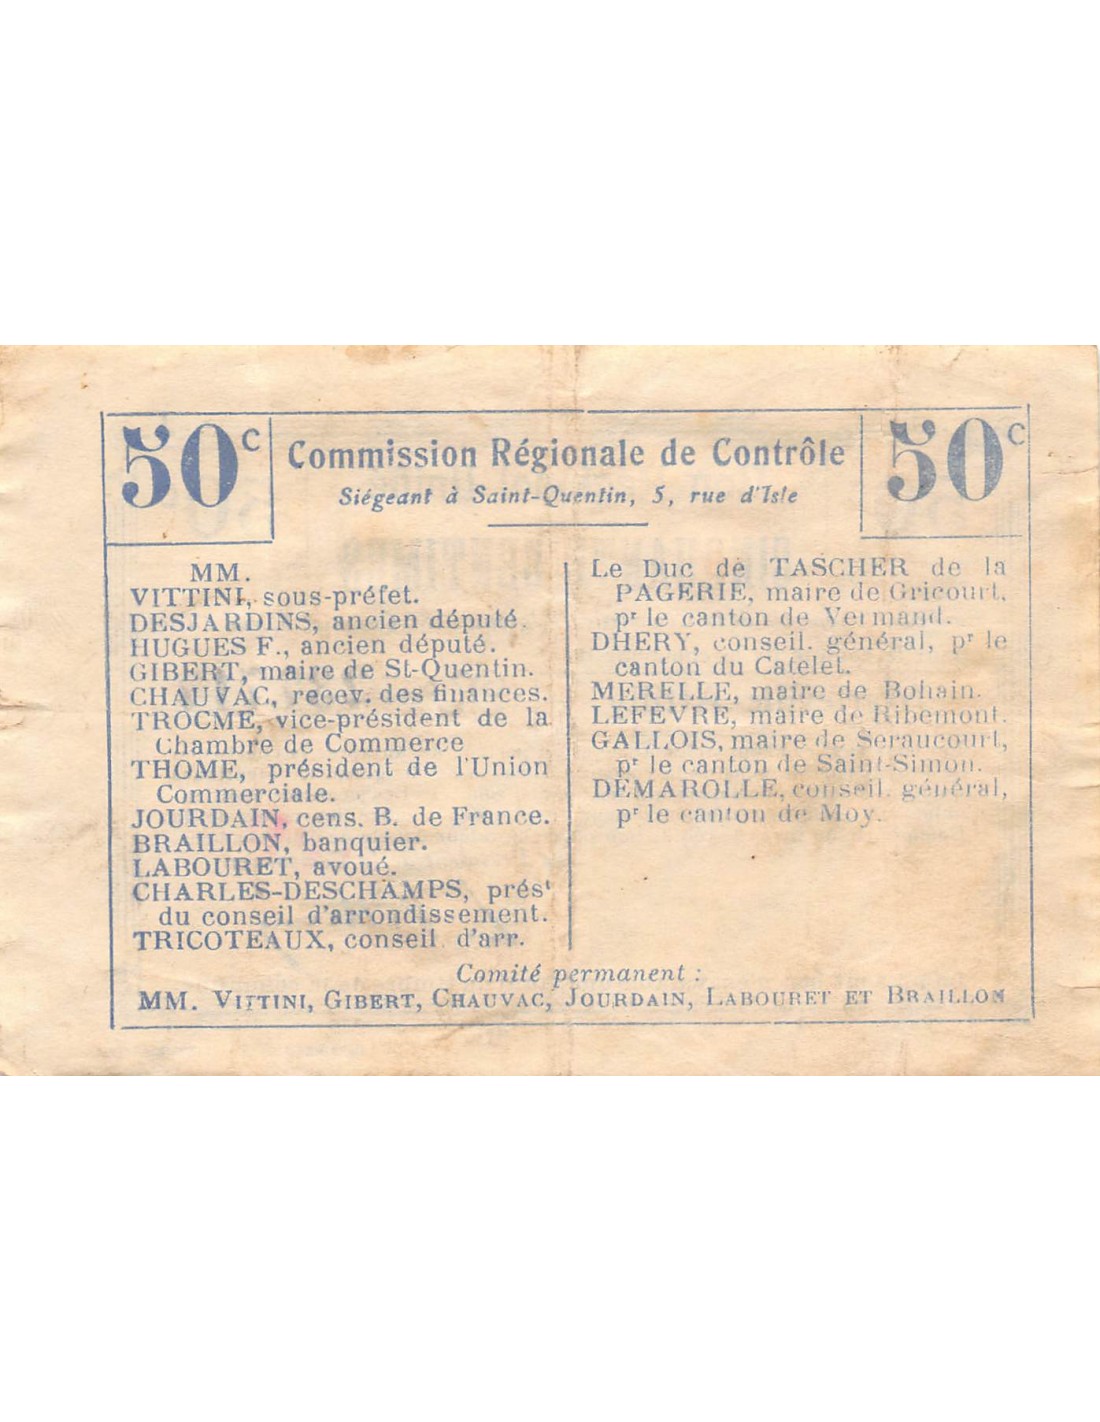 50c
Commission Régionale de Contrôle
50c
Siégeant à Saint-Quentin, 5, rue d'Isle
MM.
VITTINI, sous-préfet.
DESJARDINS, ancien député.
HUGUES F., ancien député.
GIBERT, maire de St-Quentin.
CHAUVAC, recev. des finances.
TROCME, vice-président de la
Chambre de Commerce
THOME, président de l'Union
Commerciale.
JOURDAIN, cens. B. de France.
BRAILLON, banquier.
LABOURET, avoué.
CHARLES-DESCHAMPS, prést
du conseil d'arrondissement.
TRICOTEAUX, conseil. d'arr.
Le Duc de TASCHER de la
PAGERIE, maire de Gricourt,
pr le canton de Vermand.
DHERY, conseil. général, pr le
canton du Catelet.
MERELLE, maire de Bohain.
LEFEVRE, maire de Ribemont.
GALLOIS, maire de Seraucourt,
pr le canton de Saint-Simon.
DEMAROLLE, conseil. général,
pr le canton de Moy.
Comité permanent :
MM. VITTINI, GIBERT, CHAUVAC, JOURDAIN, LABOURET ET BRAILLON